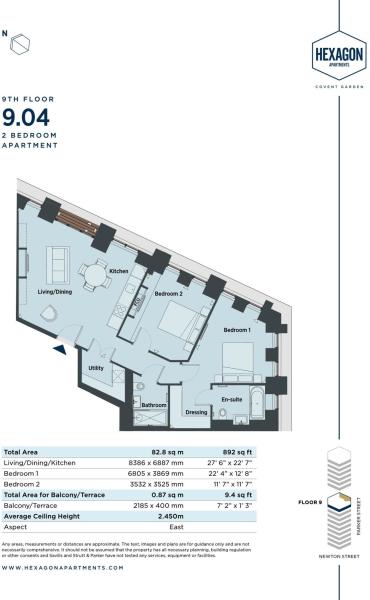 N
HEXAGON
APARTMENTS
COVENT GARDEN
9TH FLOOR
9.04
2 BEDROOM
APARTMENT
Kitchen
Living/Dining
Bedroom 2
FCU
Bedroom 1
Utility
Bathroom
En-suite
Dressing
Total Area 82.8 sq m 892 sq ft
Living/Dining/Kitchen 8386 x 6887 mm 27' 6" x 22' 7"
Bedroom 1 6805 x 3869 mm 22' 4" x 12' 8"
Bedroom 2 3532 x 3525 mm 11' 7" x 11' 7"
Total Area for Balcony/Terrace 0.87 sq m 9.4 sq ft
Balcony/Terrace 2185 x 400 mm 7' 2" x 1' 3"
Average Ceiling Height 2.450m
Aspect East
Any areas, measurements or distances are approximate. The text, images and plans are for guidance only and are not
necessarily comprehensive. It should not be assumed that the property has all necessary planning, building regulation
or other consents and Savills and Strutt & Parker have not tested any services, equipment or facilities.
WWW.HEXAGONAPARTMENTS.COM
FLOOR 9
PARKER STREET
NEWTON STREET